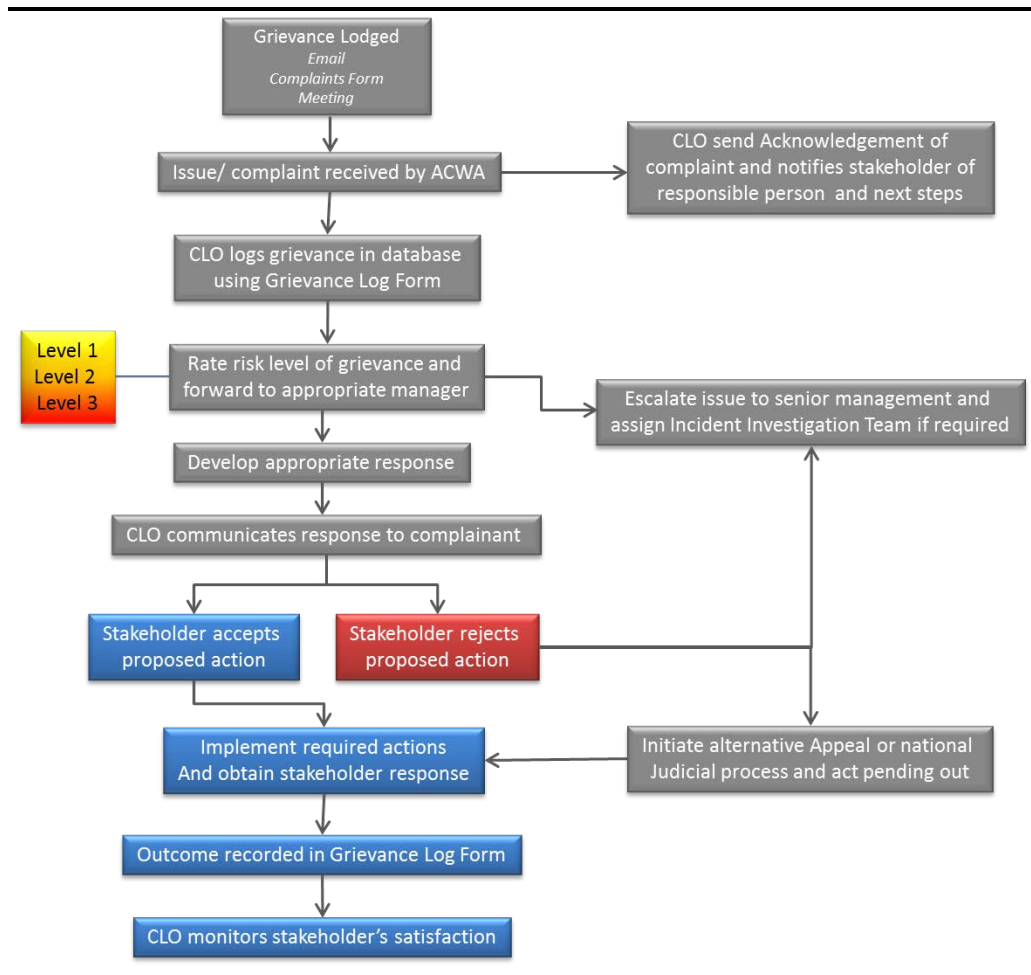 Grievance Lodged
Email
Complaints Form
Meeting
Issue/ complaint received by ACWA
CLO send Acknowledgement of
complaint and notifies stakeholder of
responsible person and next steps
CLO logs grievance in database
using Grievance Log Form
Level 1
Level 2
Level 3
Rate risk level of grievance and
forward to appropriate manager
Escalate issue to senior management and
assign Incident Investigation Team if required
Develop appropriate response
CLO communicates response to complainant
Stakeholder accepts
proposed action
Stakeholder rejects
proposed action
Implement required actions
And obtain stakeholder response
Initiate alternative Appeal or national
Judicial process and act pending out
Outcome recorded in Grievance Log Form
CLO monitors stakeholder's satisfaction